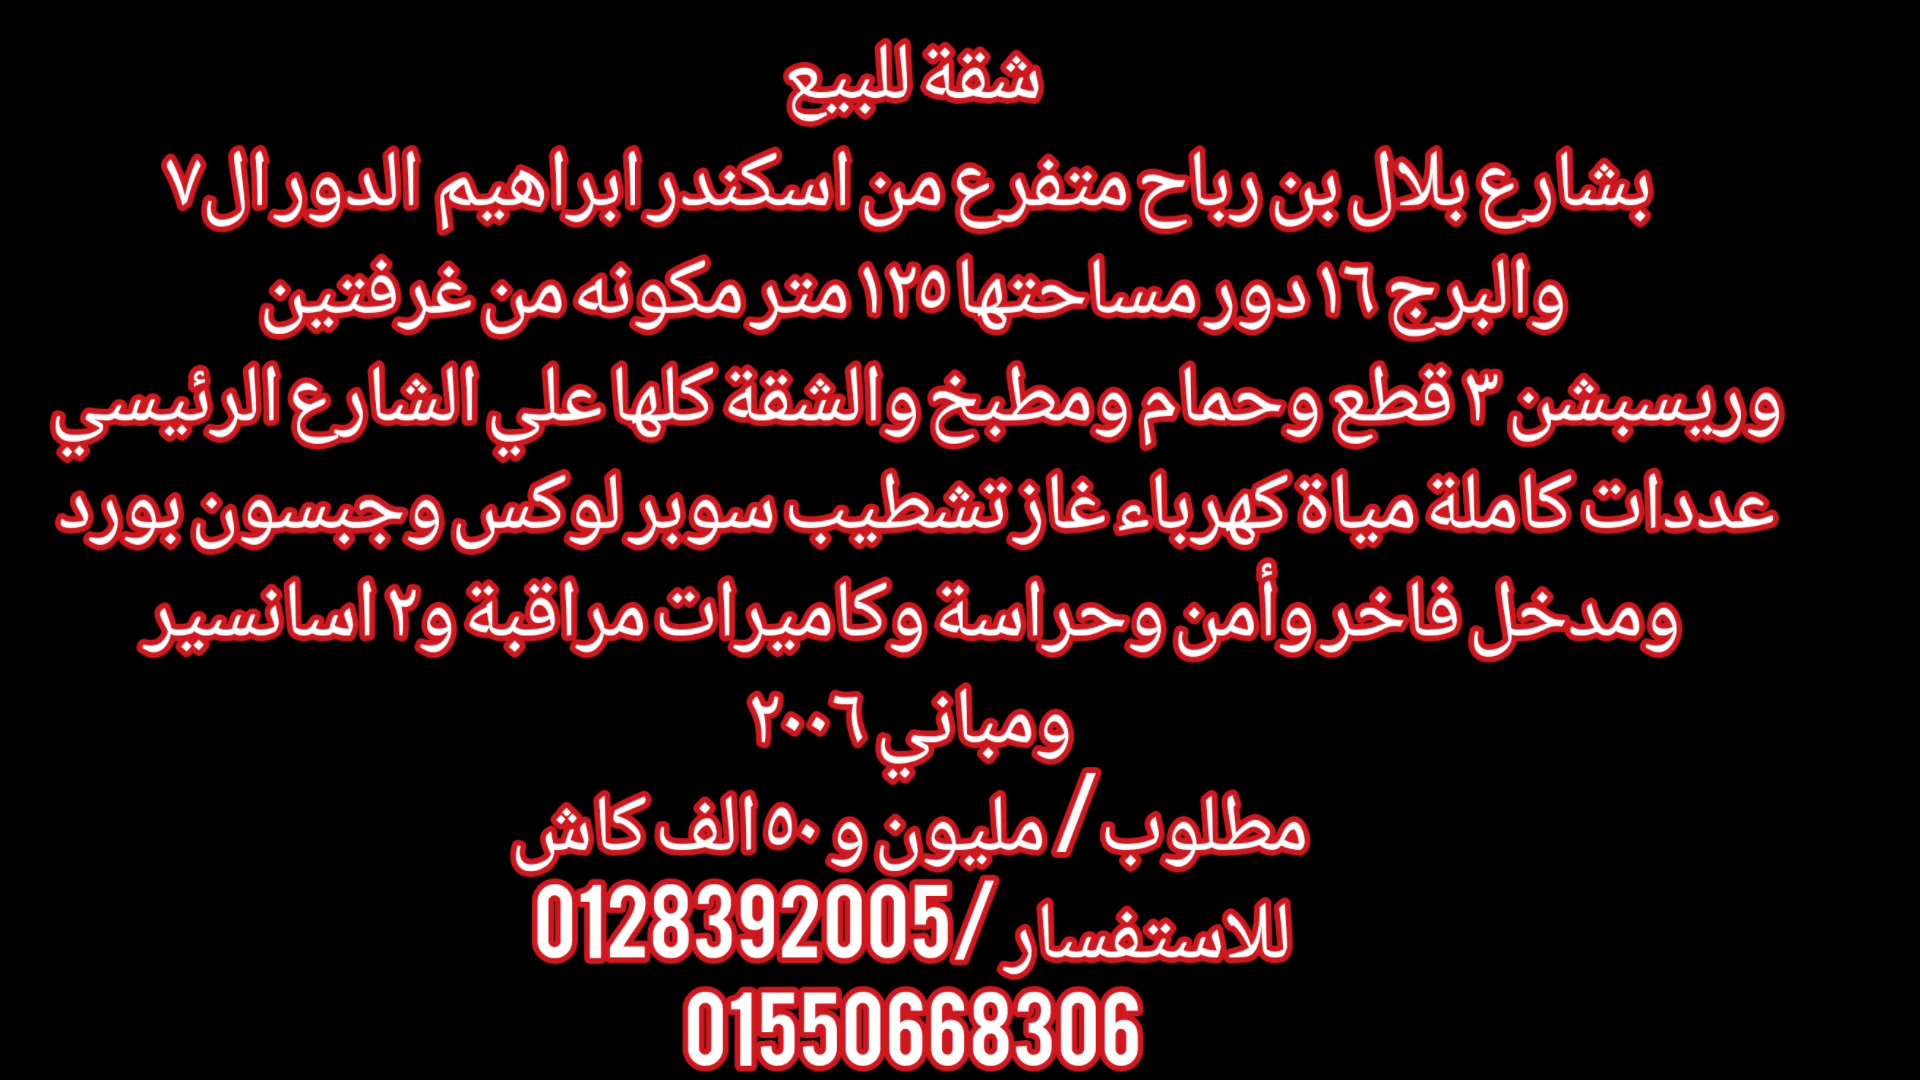 شقة للبيع
بشارع بلال بن رباح متفرع من اسكندر ابراهيم الدور ال٧
والبرج ١٦ دور مساحتها ١٢٥ متر مكونه من غرفتين
وريسبشن ٣ قطع وحمام ومطبخ والشقة كلها علي الشارع الرئيسي
عددات كاملة مياة كهرباء غاز تشطيب سوبر لوكس وجبسون بورد
ومدخل فاخر وأمن وحراسة وكاميرات مراقبة و٢ اسانسير
ومباني ٢٠٠٦
مطلوب / مليون و ٥٠ الف كاش
للاستفسار /0128392005
01550668306